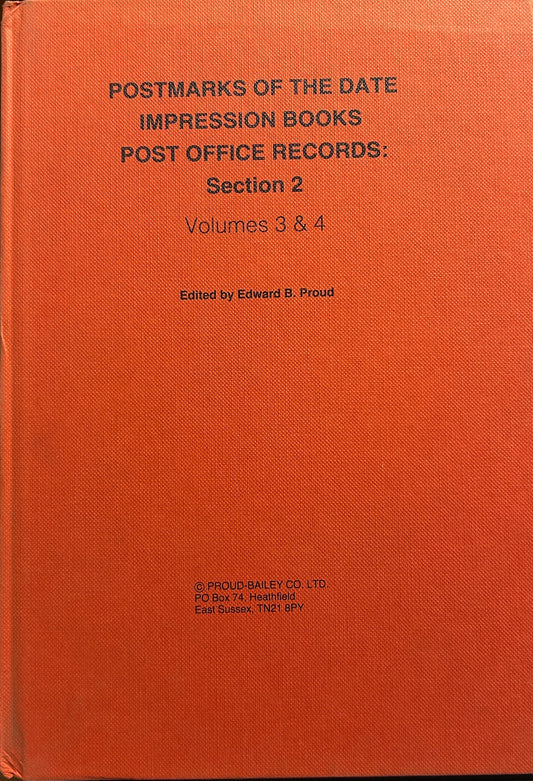 POSTMARKS OF THE DATE
IMPRESSION BOOKS
POST OFFICE RECORDS:
Section 2
Volumes 3 & 4
Edited by Edward B. Proud
© PROUD-BAILEY CO. LTD.
PO Box 74, Heathfield
East Sussex, TN21 8PY